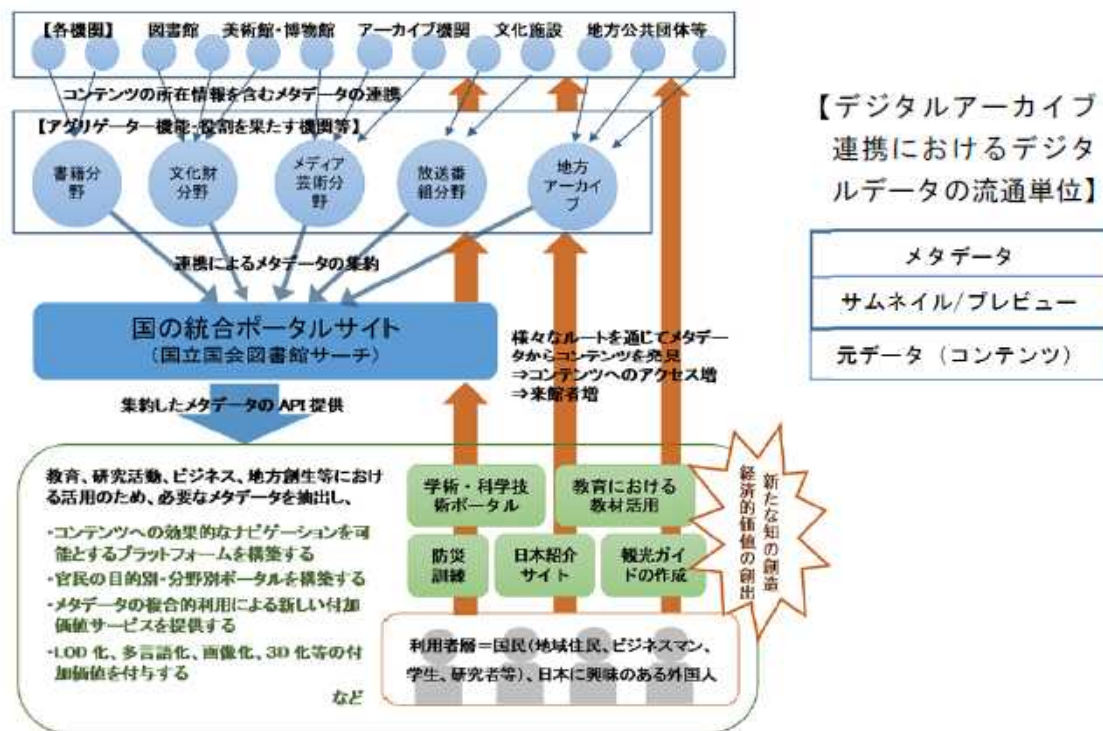 【各機関】 図書館 美術館・博物館 アーカイブ機関 文化施設 地方公共団体等
コンテンツの所在情報を含むメタデータの連携
【アグリゲーター機能・役割を果たす機関等】
書籍分
野
文化財
分野
メディア
芸術分
野
放送番
組分野
地方
アーカイ
ブ
連携によるメタデータの集約
国の統合ポータルサイト
(国立国会図書館サーチ)
様々なルートを通じてメタデー
タからコンテンツを発見
⇒コンテンツへのアクセス増
⇒来館者増
集約したメタデータの API 提供
教育、研究活動、ビジネス、地方創生等におけ
る活用のため、必要なメタデータを抽出し、
・コンテンツへの効果的なナビゲーションを可
能とするプラットフォームを構築する
・官民の目的別・分野別ポータルを構築する
・メタデータの複合的利用による新しい付加
価値サービスを提供する
・LOD 化、多言語化、画像化、3D 化等の付
加価値を付与する
など
学術・科学技
術ポータル
教育における
教材活用
防災
訓練
日本紹介
サイト
観光ガイ
ドの作成
新たな知の創造
経済的価値の創出
利用者層=国民(地域住民、ビジネスマン、
学生、研究者等)、日本に興味のある外国人
【デジタルアーカイブ
連携におけるデジタ
ルデータの流通単位】
メタデータ
サムネイル/プレビュー
元データ（コンテンツ）